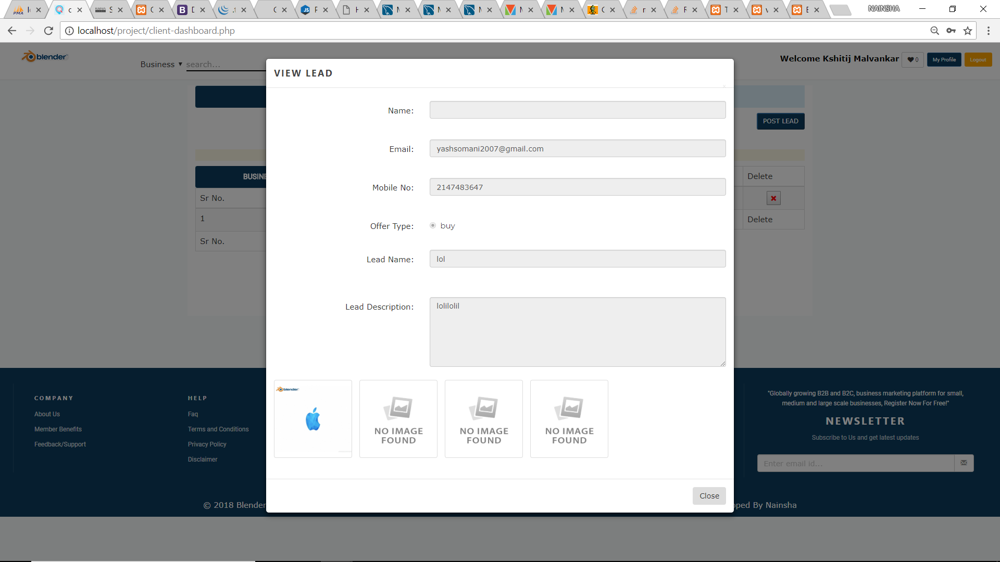 NAINSHA
localhost/project/client-dashboard.php
blender
Business ▼ search...
Welcome Kshitij Malvankar
0
My Profile
Logout
VIEW LEAD
POST LEAD
Name:
Email: yashsomani2007@gmail.com
Mobile No: 2147483647
Offer Type: buy
Lead Name: lol
Lead Description: lolilolil
Delete
Sr No.
1
Delete
Sr No.
blender
NO IMAGE
FOUND
NO IMAGE
FOUND
NO IMAGE
FOUND
Close
COMPANY
About Us
Member Benefits
Feedback/Support
HELP
Faq
Terms and Conditions
Privacy Policy
Disclaimer
"Globally growing B2B and B2C, business marketing platform for small,
medium and large scale businesses, Register Now For Free!"
NEWSLETTER
Subscribe to Us and get latest updates
Enter email id...
© 2018 Blender
By Nainsha